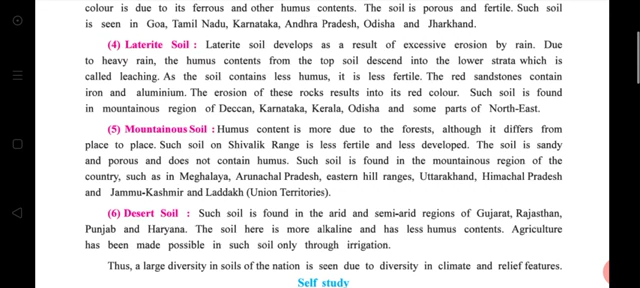 colour is due to its ferrous and other humus contents. The soil is porous and fertile. Such soil
is seen in Goa, Tamil Nadu, Karnataka, Andhra Pradesh, Odisha and Jharkhand.
(4) Laterite Soil : Laterite soil develops as a result of excessive erosion by rain. Due
to heavy rain, the humus contents from the top soil descend into the lower strata which is
called leaching. As the soil contains less humus, it is less fertile. The red sandstones contain
iron and aluminium. The erosion of these rocks results into its red colour. Such soil is found
in mountainous region of Deccan, Karnataka, Kerala, Odisha and some parts of North-East.
(5) Mountainous Soil : Humus content is more due to the forests, although it differs from
place to place. Such soil on Shivalik Range is less fertile and less developed. The soil is sandy
and porous and does not contain humus. Such soil is found in the mountainous region of the
country, such as in Meghalaya, Arunachal Pradesh, eastern hill ranges, Uttarakhand, Himachal Pradesh
and Jammu-Kashmir and Laddakh (Union Territories).
(6) Desert Soil : Such soil is found in the arid and semi-arid regions of Gujarat, Rajasthan,
Punjab and Haryana. The soil here is more alkaline and has less humus contents. Agriculture
has been made possible in such soil only through irrigation.
Thus, a large diversity in soils of the nation is seen due to diversity in climate and relief features.
Self study